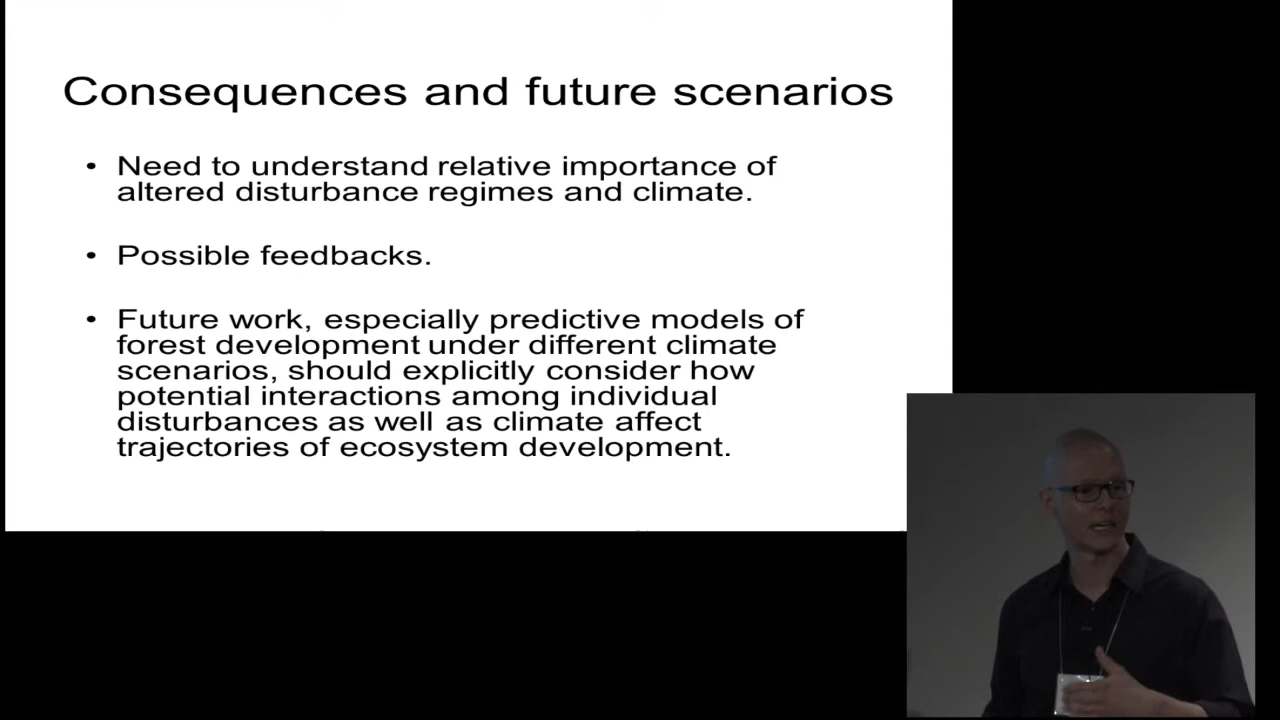 Consequences and future scenarios
• Need to understand relative importance of
altered disturbance regimes and climate.
• Possible feedbacks.
• Future work, especially predictive models of
forest development under different climate
scenarios, should explicitly consider how
potential interactions among individual
disturbances as well as climate affect
trajectories of ecosystem development.